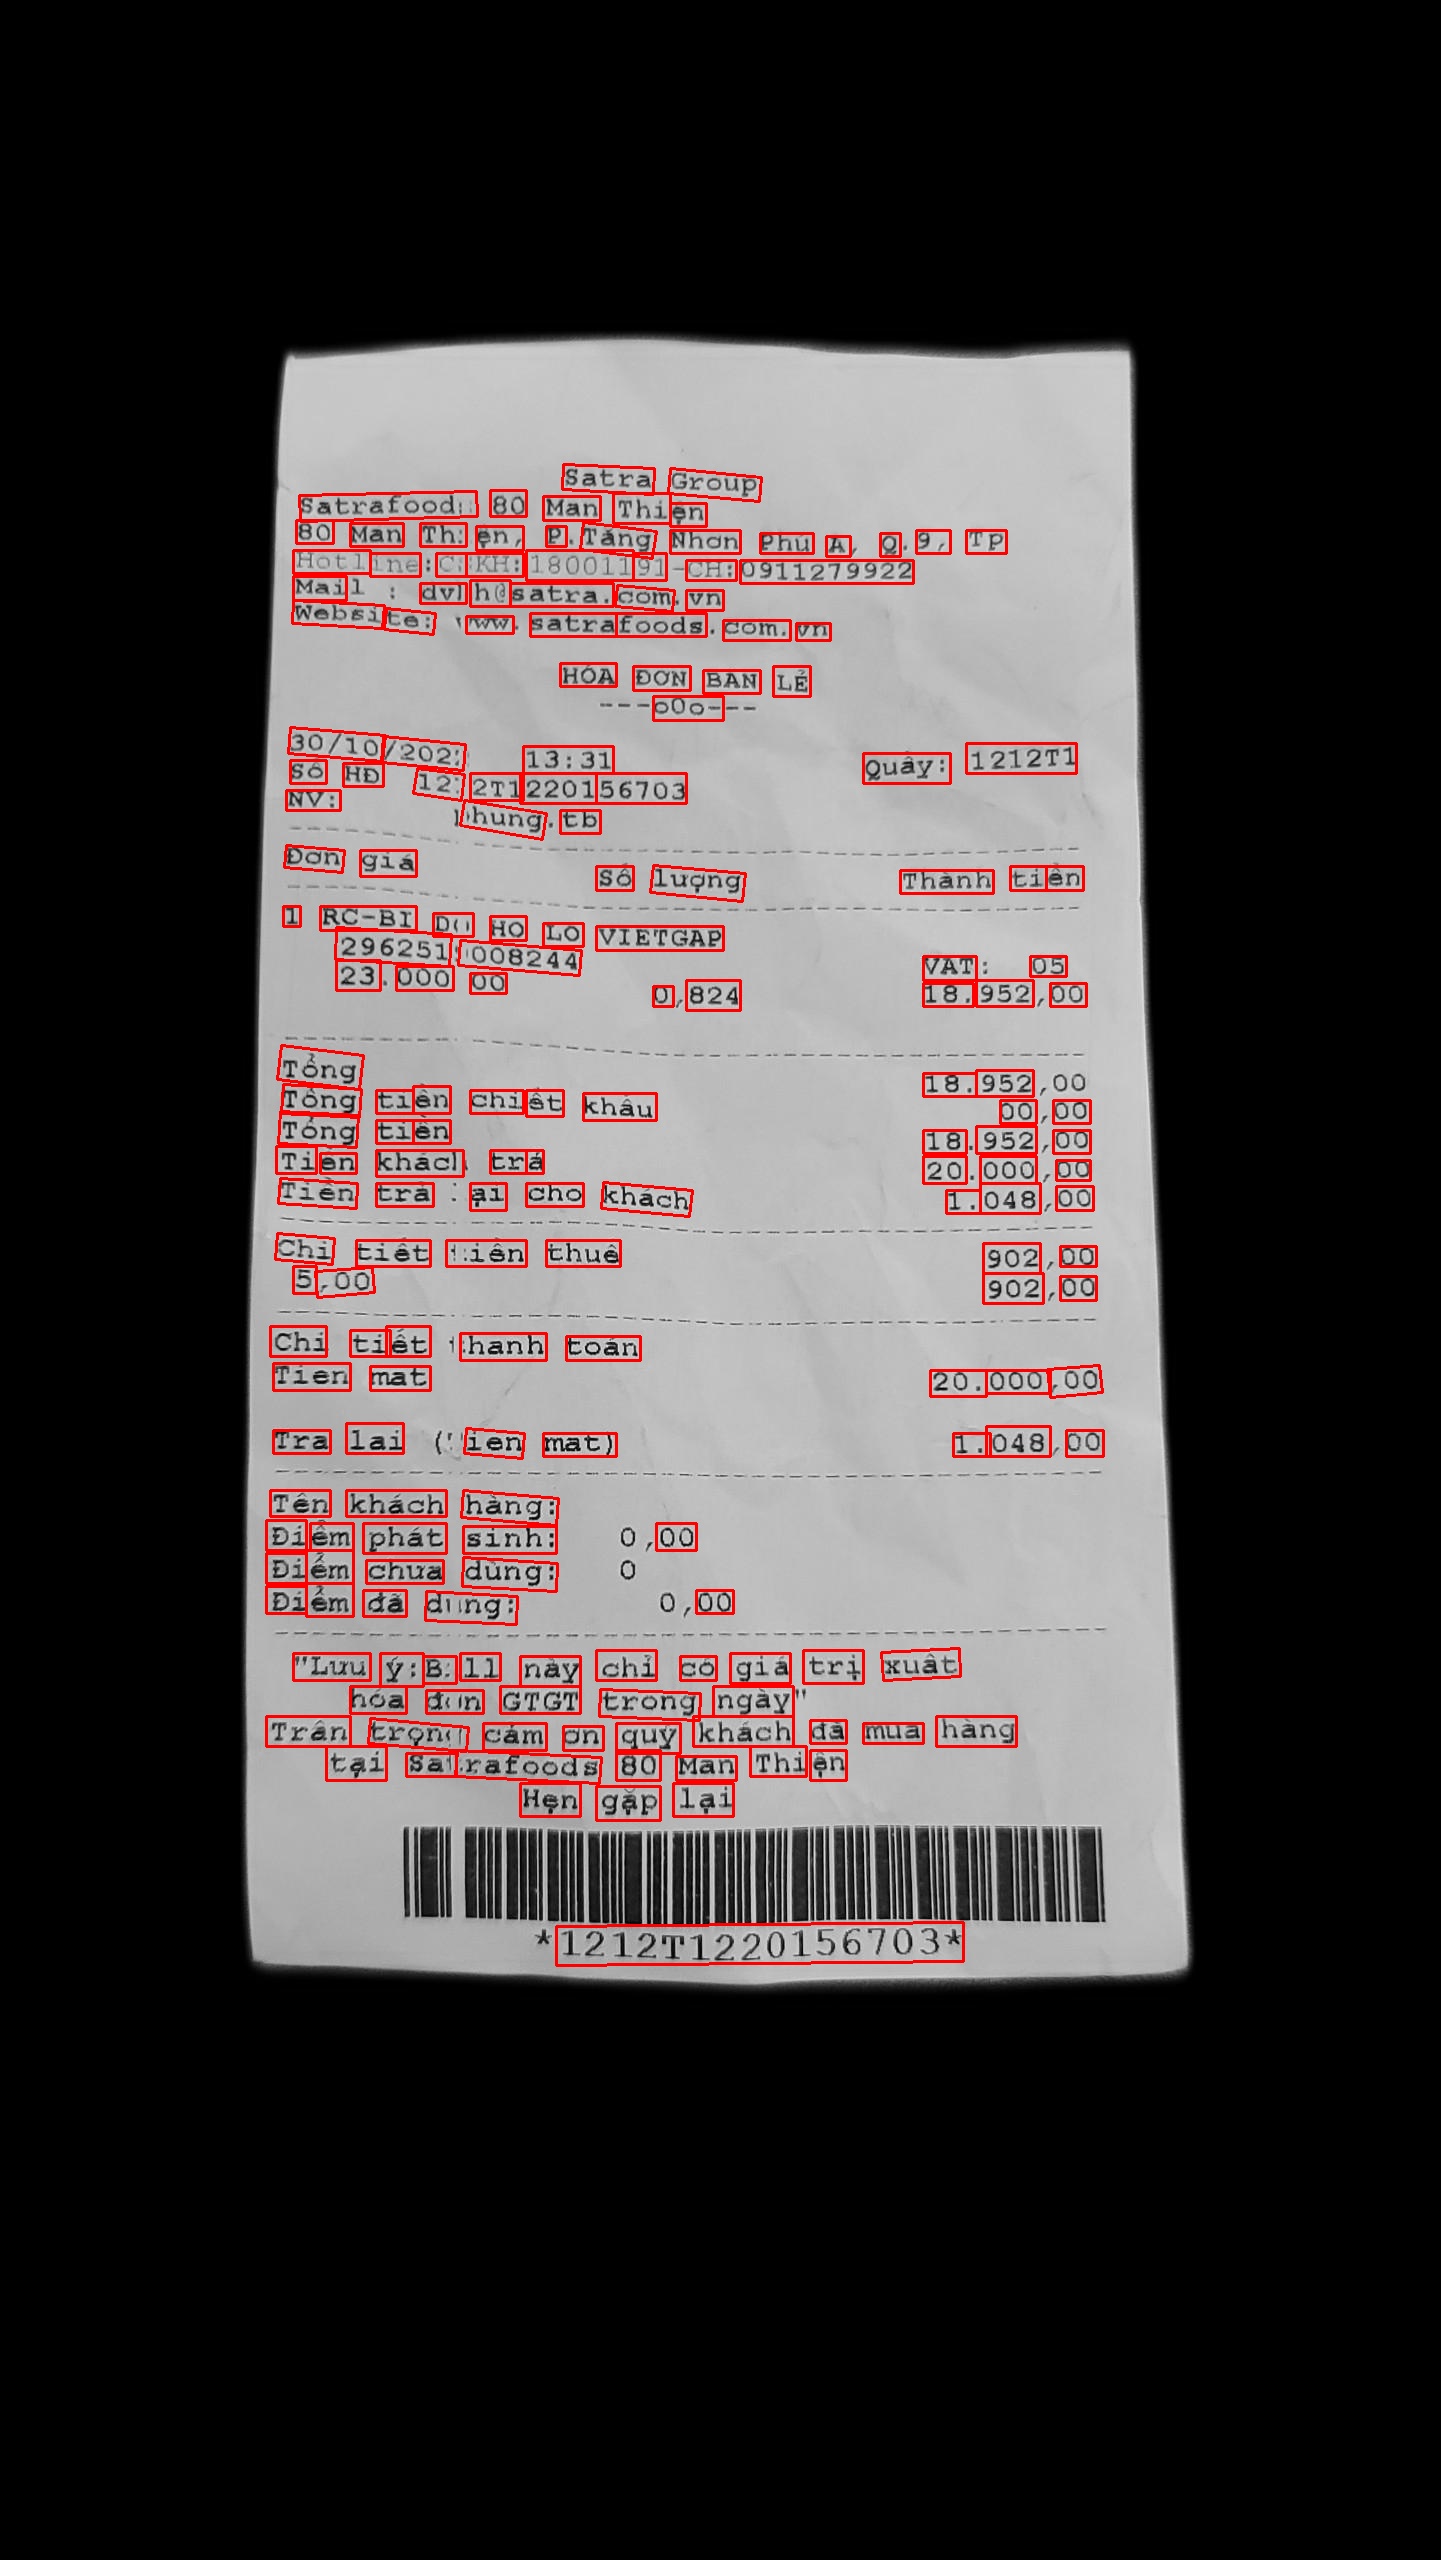 Satra Group
Satrafoods 80 Man Thiện
80 Man Thiện, P.Tăng Nhơn Phú A, Q.9, Tp
Hotline:CSKH:18001191-CH:0911279922
Mail : dvkh@satra.com.vn
Website: www.satrafoods.com.vn
HÓA ĐƠN BÁN LẺ
---oOo---
30/10/202 13:31 Quầy: 1212T1
Số HĐ 1212T1220156703
NV: phung.tb
Đơn giá Số lượng Thành tiền
1 RC-BI DO HO LO VIETGAP
296251 008244 VAT: 05
23.000 00 0,824 18.952,00
Tổng 18.952,00
Tổng tiền chiết khấu 00,00
Tổng tiền 18.952,00
Tiền khách trả 20.000,00
Tiền trả lại cho khách 1.048,00
Chi tiết tiền thuế 902,00
5,00 902,00
Chi tiết thanh toán
Tien mat 20.000,00
Tra lai (Tien mat) 1.048,00
Tên khách hàng:
Điểm phát sinh: 0,00
Điểm chưa dùng: 0
Điểm đã dùng: 0,00
"Lưu ý:Bill này chỉ có giá trị xuất
hóa đơn GTGT trong ngày"
Trân trọng cám ơn quý khách đã mua hàng
tại Satrafoods 80 Man Thiện
Hẹn gặp lại
*1212T1220156703*